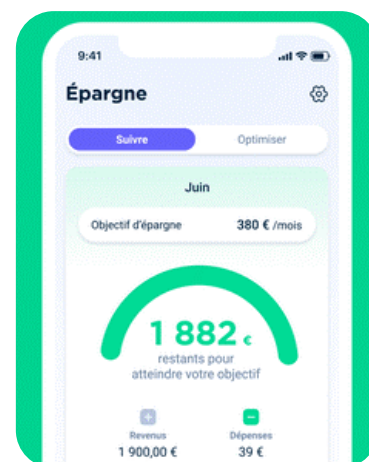 9:41
Épargne
Suivre Optimiser
Juin
Objectif d'épargne 380 € /mois
1 882 €
restants pour
atteindre votre objectif
Revenus Dépenses
1 900,00 € 39 €